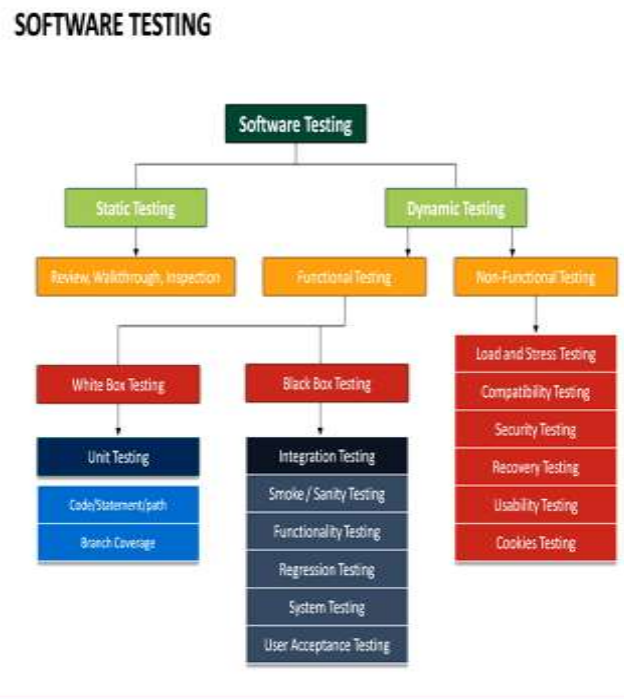 SOFTWARE TESTING
Software Testing
Static Testing
Dynamic Testing
Review, Walkthrough, Inspection
Functional Testing
Non-Functional Testing
White Box Testing
Black Box Testing
Load and Stress Testing
Compatibility Testing
Security Testing
Recovery Testing
Usability Testing
Cookies Testing
Unit Testing
Code/Statement/path
Branch Coverage
Integration Testing
Smoke / Sanity Testing
Functionality Testing
Regression Testing
System Testing
User Acceptance Testing